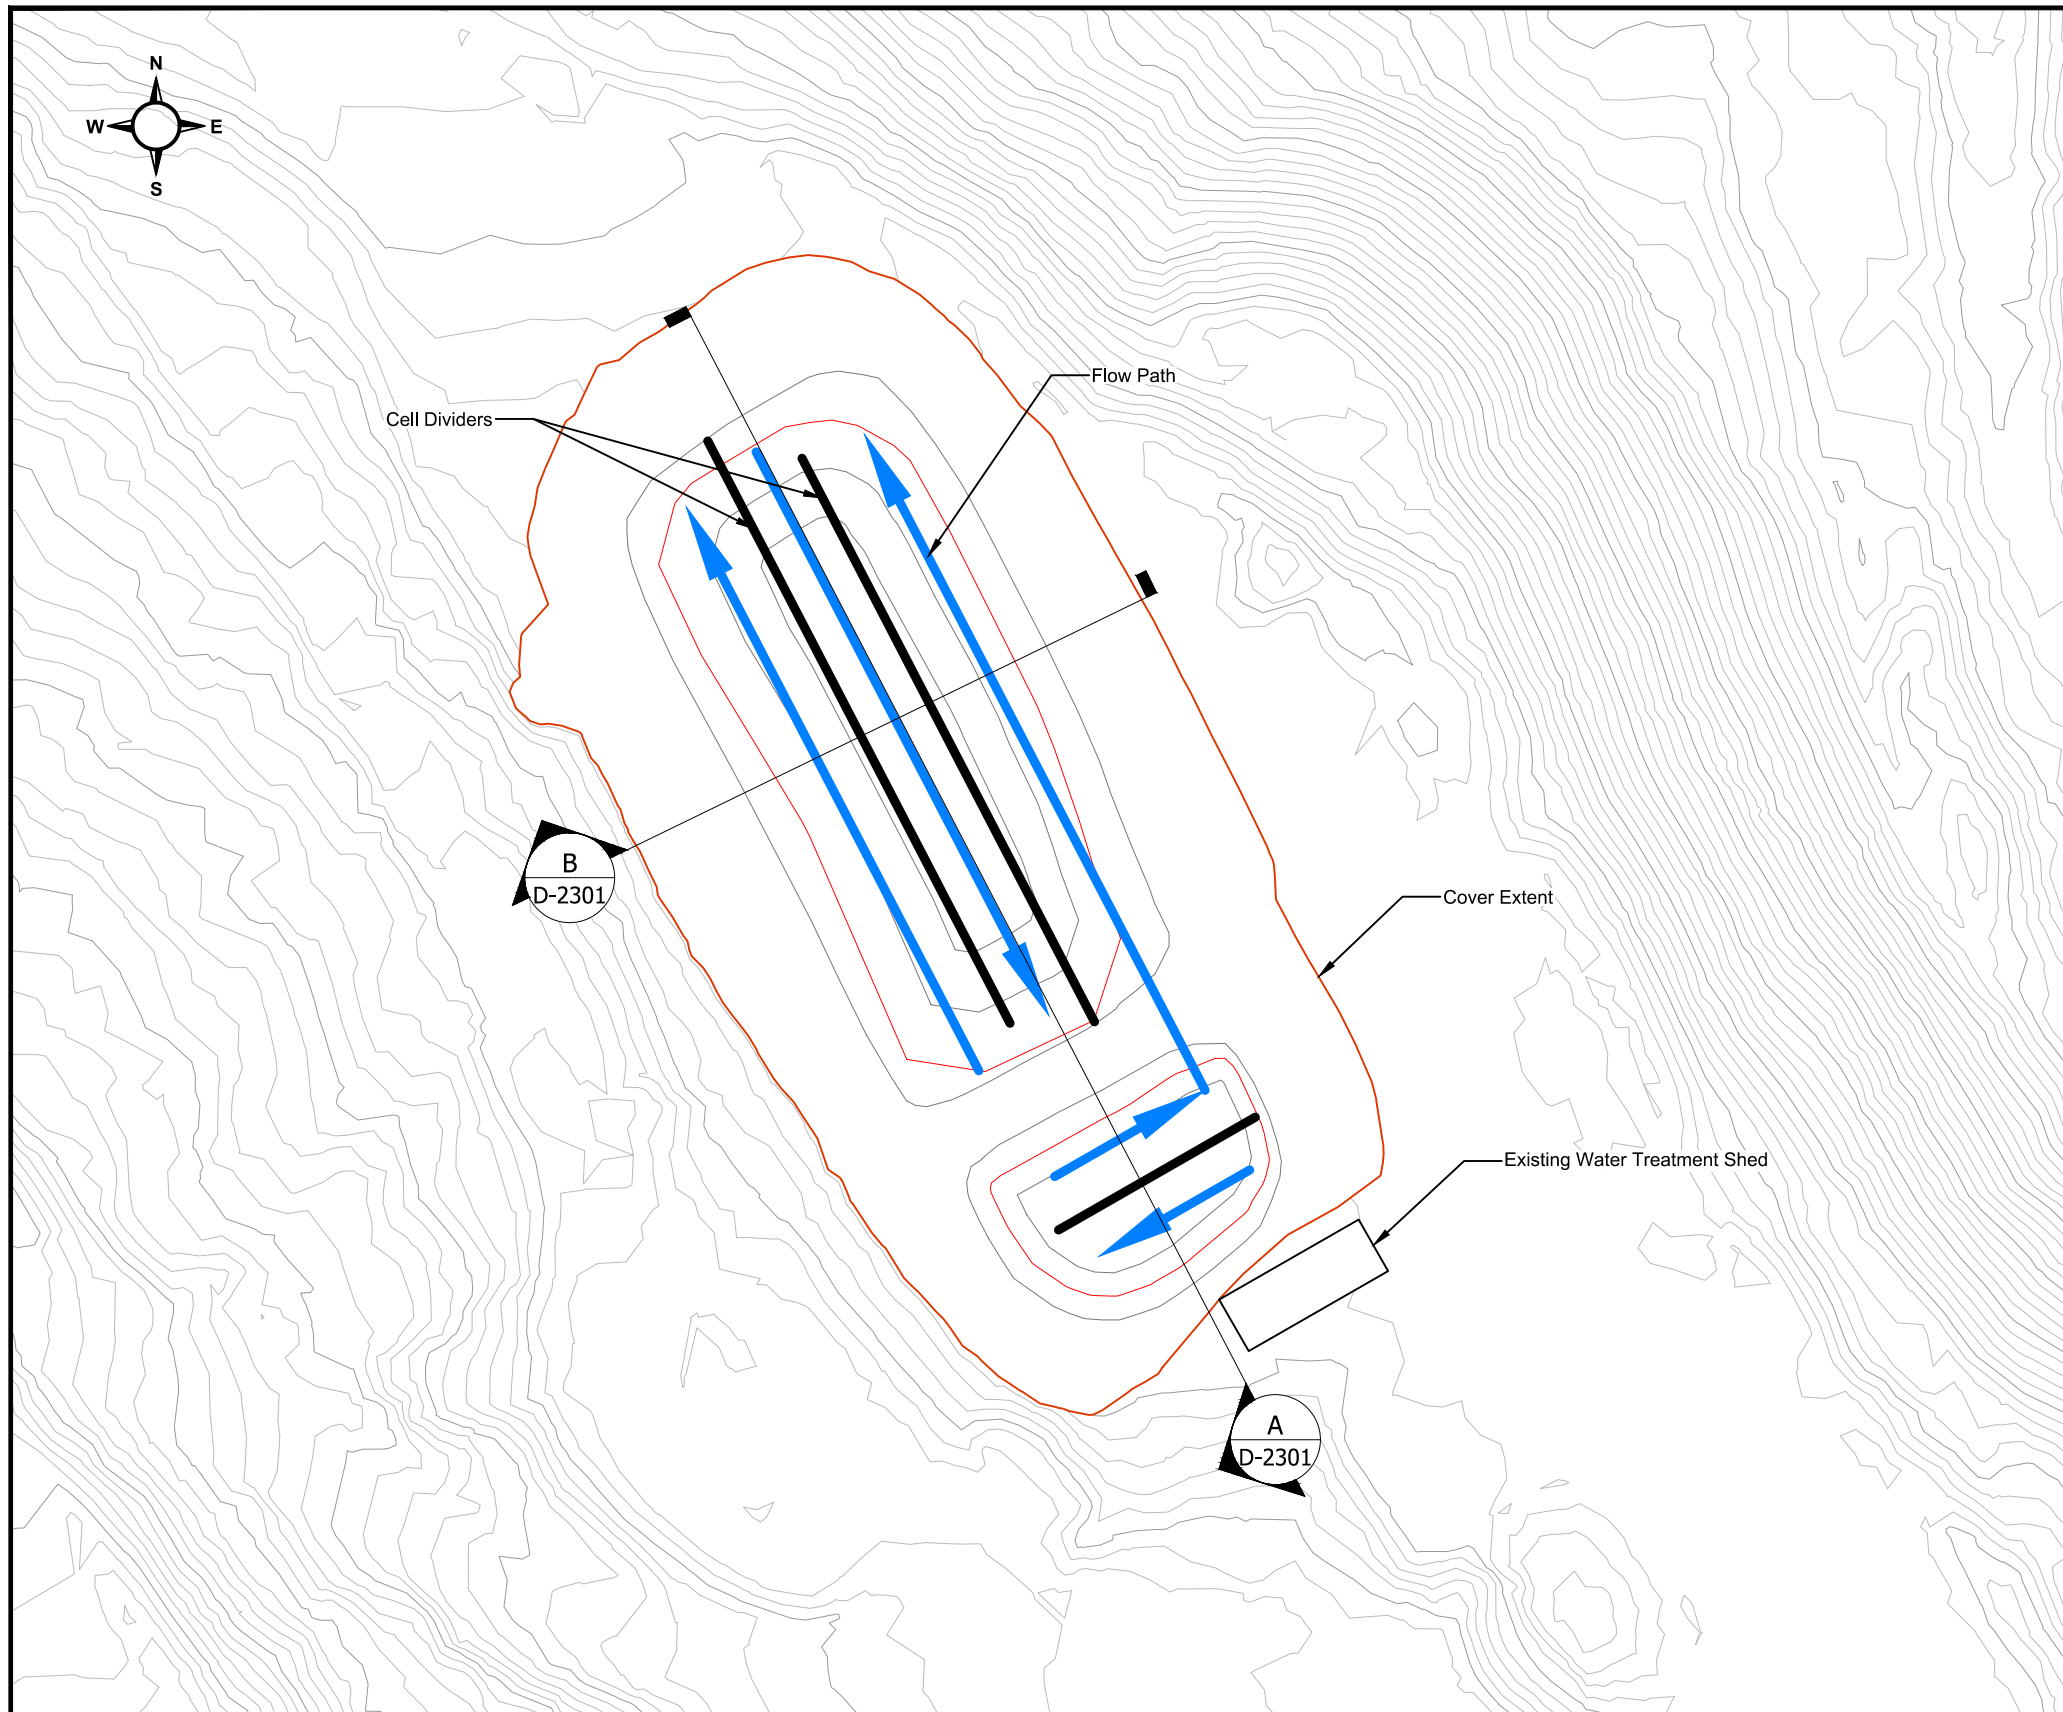 N
W E
S
Flow Path
Cell Dividers
B
D-2301
Cover Extent
Existing Water Treatment Shed
A
D-2301